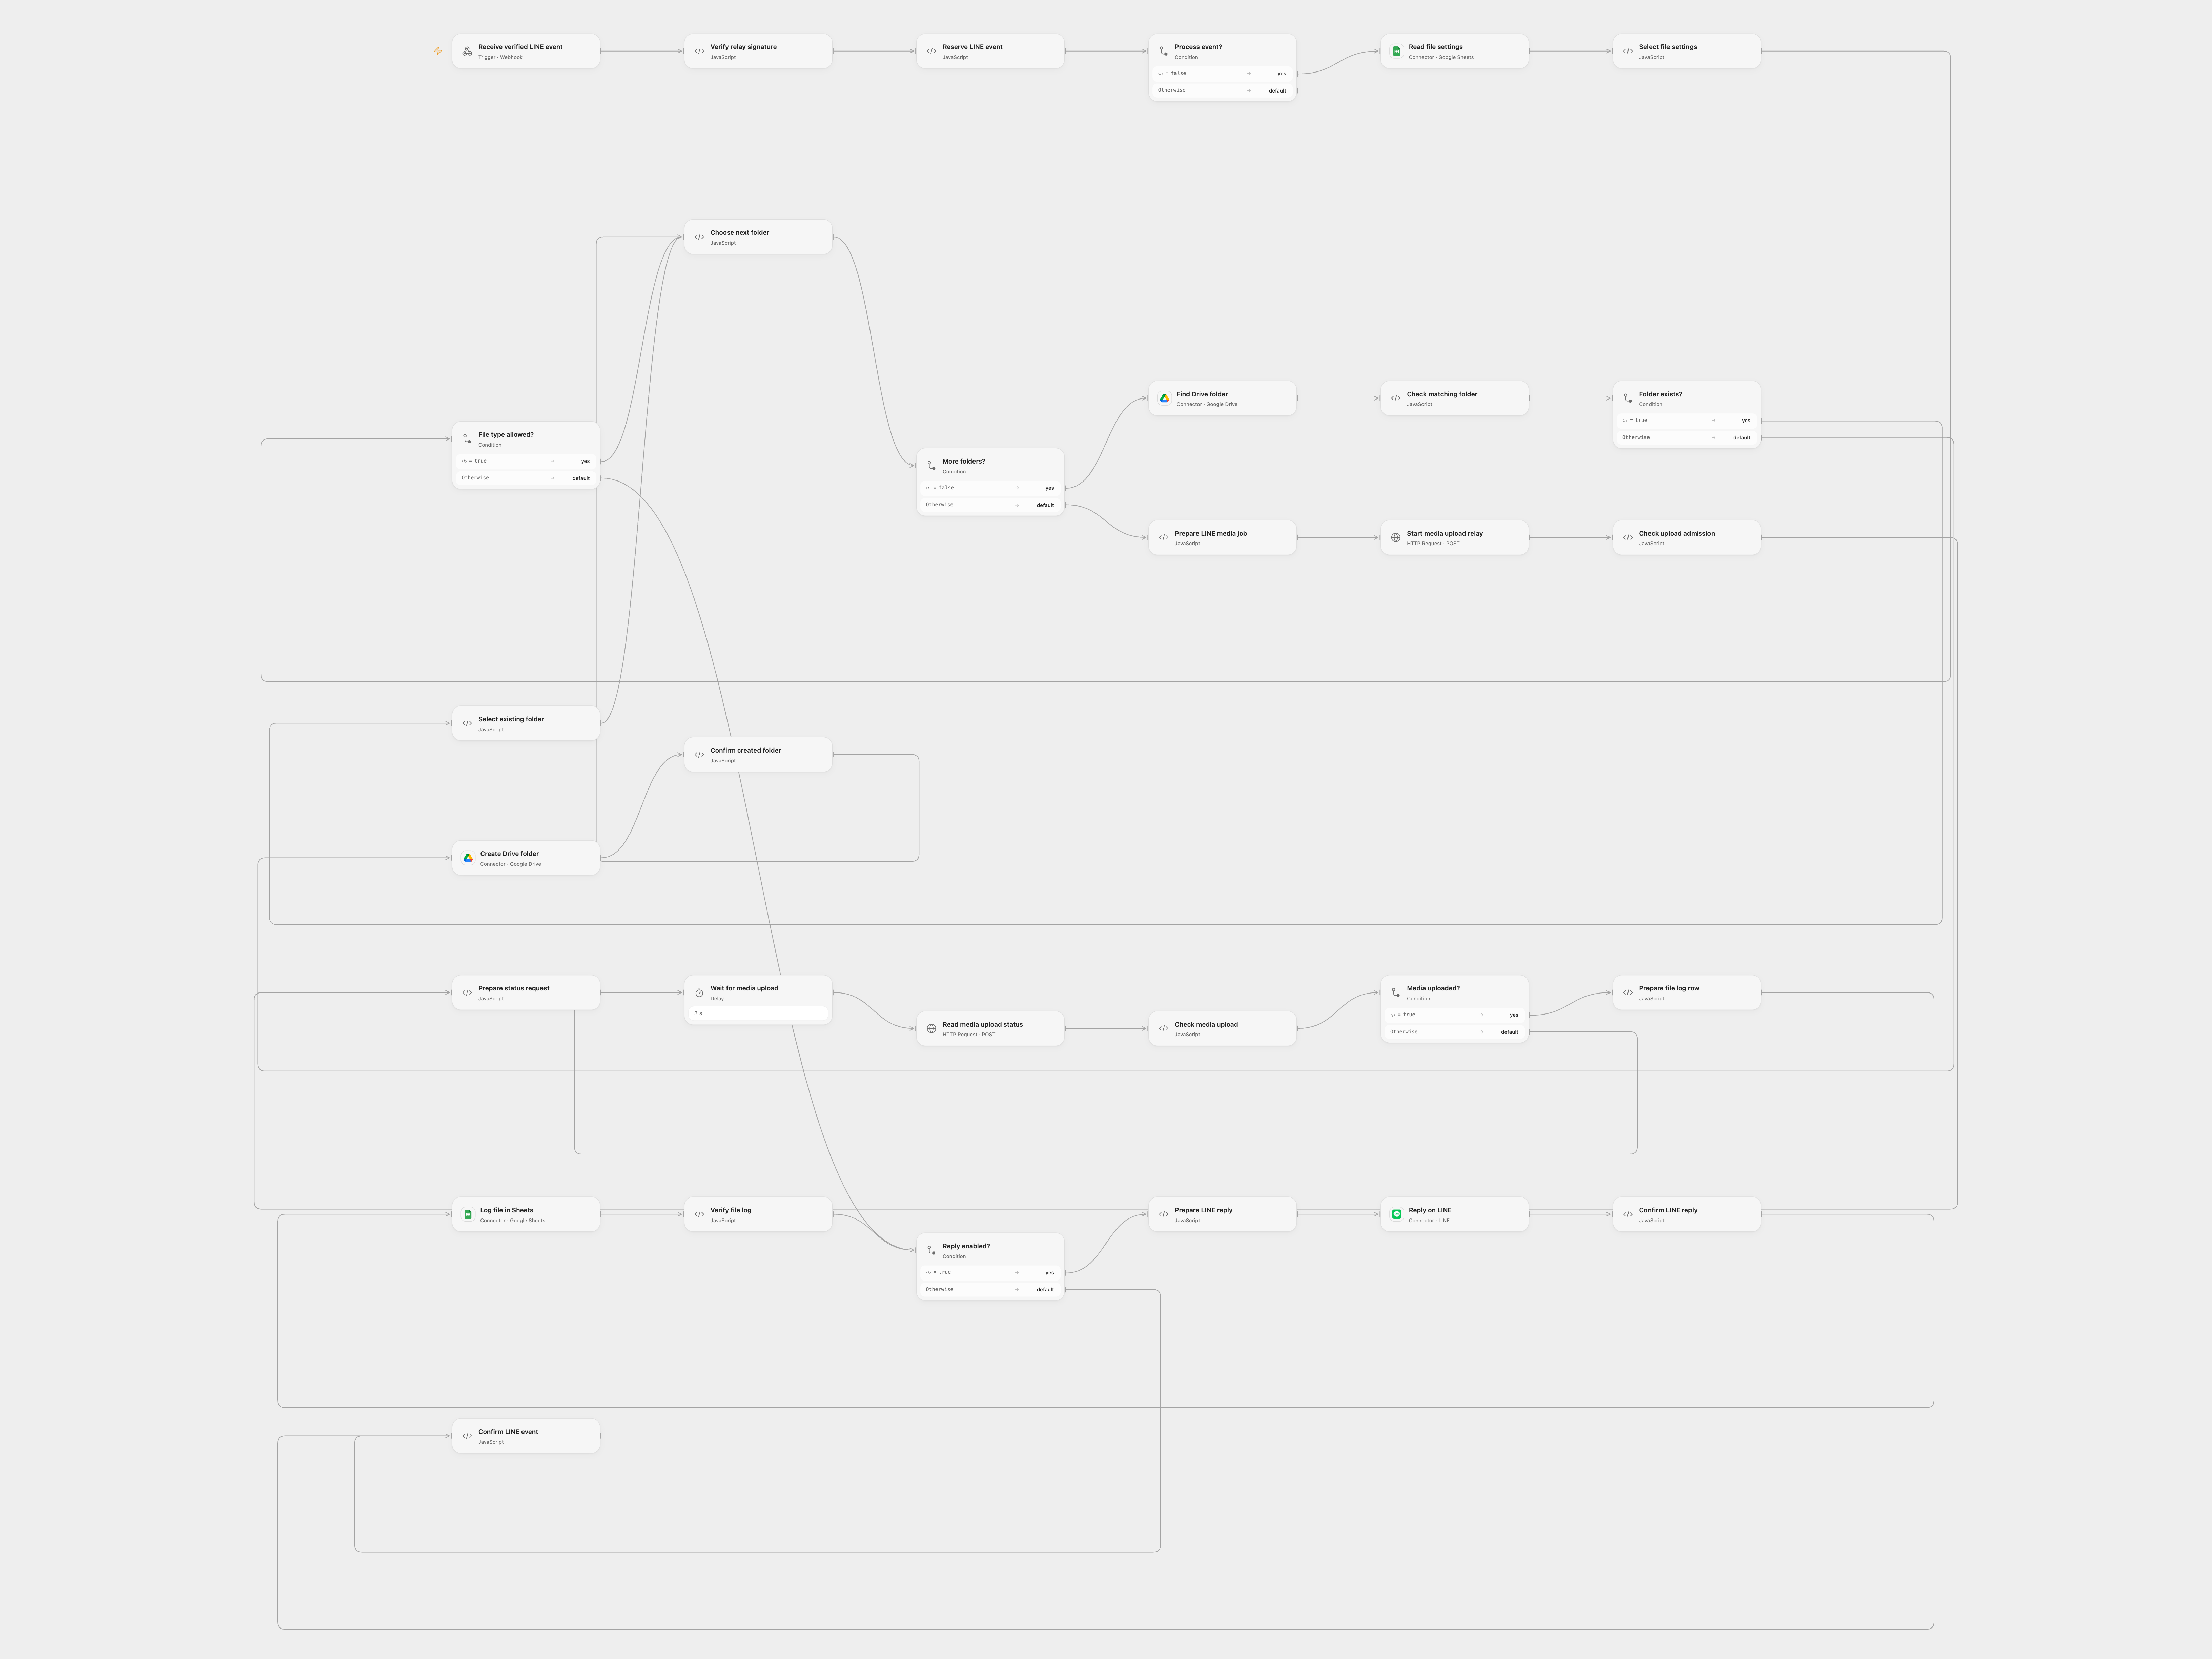 Receive verified LINE event
Trigger · Webhook
Verify relay signature
JavaScript
Reserve LINE event
JavaScript
Process event?
Condition
</> = false → yes
Otherwise → default
Read file settings
Connector · Google Sheets
Select file settings
JavaScript
Choose next folder
JavaScript
Find Drive folder
Connector · Google Drive
Check matching folder
JavaScript
Folder exists?
Condition
</> = true → yes
Otherwise → default
File type allowed?
Condition
</> = true → yes
Otherwise → default
More folders?
Condition
</> = false → yes
Otherwise → default
Prepare LINE media job
JavaScript
Start media upload relay
HTTP Request · POST
Check upload admission
JavaScript
Select existing folder
JavaScript
Confirm created folder
JavaScript
Create Drive folder
Connector · Google Drive
Prepare status request
JavaScript
Wait for media upload
Delay
3 s
Read media upload status
HTTP Request · POST
Check media upload
JavaScript
Media uploaded?
Condition
</> = true → yes
Otherwise → default
Prepare file log row
JavaScript
Log file in Sheets
Connector · Google Sheets
Verify file log
JavaScript
Reply enabled?
Condition
</> = true → yes
Otherwise → default
Prepare LINE reply
JavaScript
Reply on LINE
Connector · LINE
Confirm LINE reply
JavaScript
Confirm LINE event
JavaScript